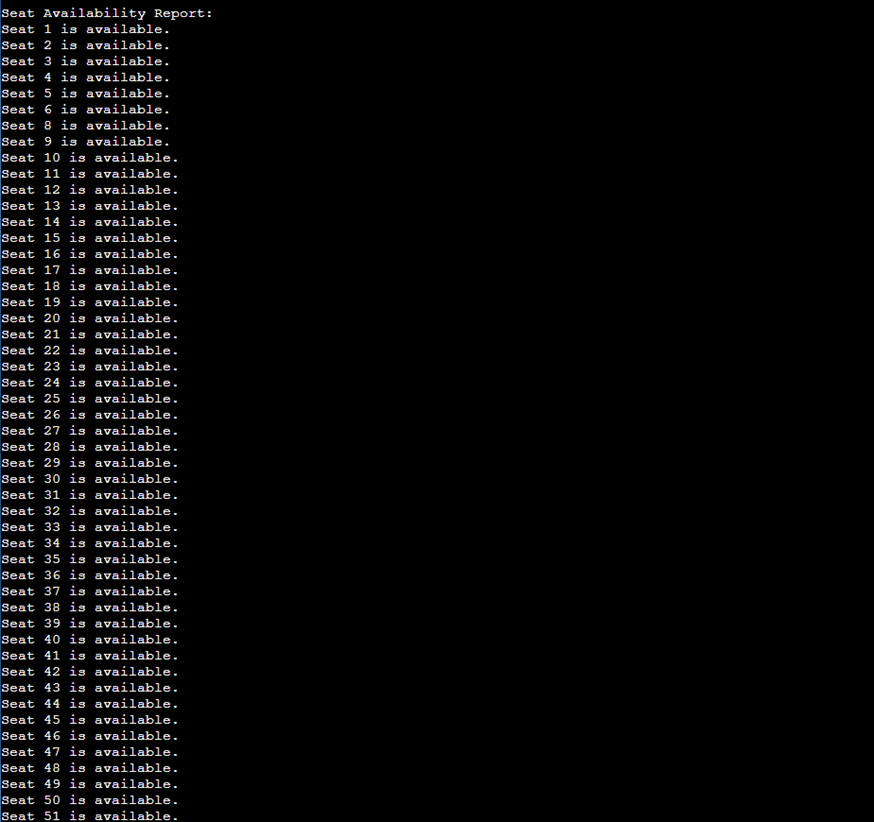 Seat Availability Report:
Seat 1 is available.
Seat 2 is available.
Seat 3 is available.
Seat 4 is available.
Seat 5 is available.
Seat 6 is available.
Seat 8 is available.
Seat 9 is available.
Seat 10 is available.
Seat 11 is available.
Seat 12 is available.
Seat 13 is available.
Seat 14 is available.
Seat 15 is available.
Seat 16 is available.
Seat 17 is available.
Seat 18 is available.
Seat 19 is available.
Seat 20 is available.
Seat 21 is available.
Seat 22 is available.
Seat 23 is available.
Seat 24 is available.
Seat 25 is available.
Seat 26 is available.
Seat 27 is available.
Seat 28 is available.
Seat 29 is available.
Seat 30 is available.
Seat 31 is available.
Seat 32 is available.
Seat 33 is available.
Seat 34 is available.
Seat 35 is available.
Seat 36 is available.
Seat 37 is available.
Seat 38 is available.
Seat 39 is available.
Seat 40 is available.
Seat 41 is available.
Seat 42 is available.
Seat 43 is available.
Seat 44 is available.
Seat 45 is available.
Seat 46 is available.
Seat 47 is available.
Seat 48 is available.
Seat 49 is available.
Seat 50 is available.
Seat 51 is available.